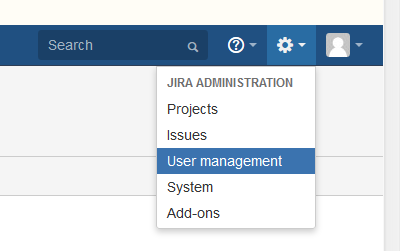 Search
JIRA ADMINISTRATION
Projects
Issues
User management
System
Add-ons